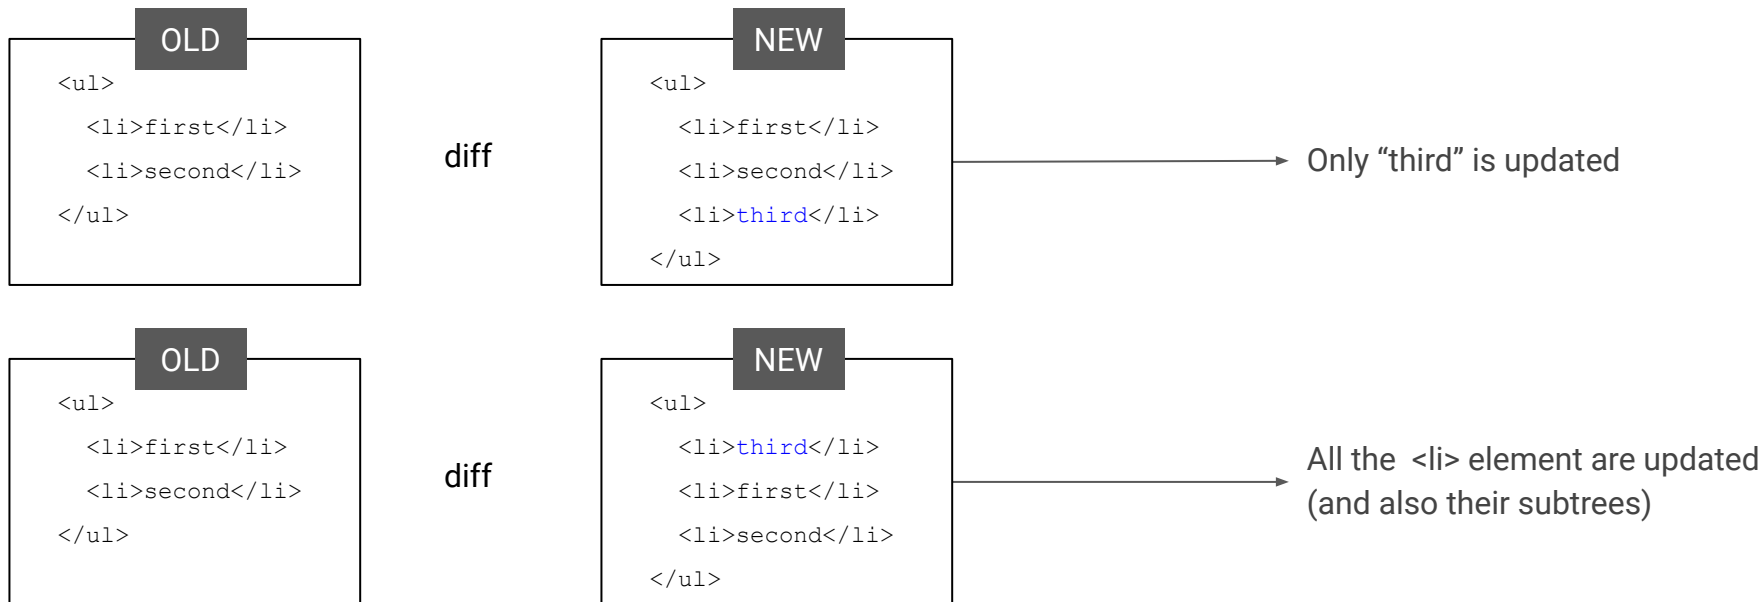 OLD
<ul>
<li>first</li>
<li>second</li>
</ul>
diff
NEW
<ul>
<li>first</li>
<li>second</li>
<li>third</li>
</ul>
Only “third” is updated
OLD
<ul>
<li>first</li>
<li>second</li>
</ul>
diff
NEW
<ul>
<li>third</li>
<li>first</li>
<li>second</li>
</ul>
All the <li> element are updated
(and also their subtrees)